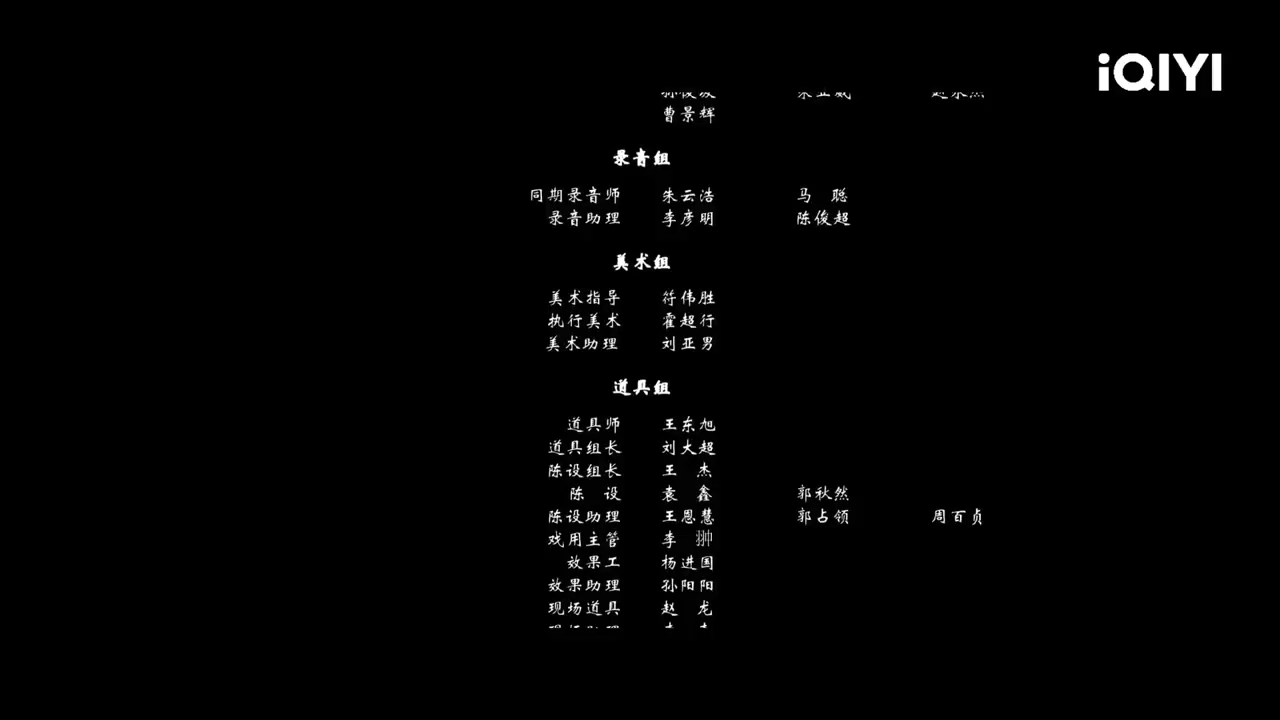 iQIYI
曹景辉
录音组
同期录音师 朱云浩 马 聪
录音助理 李彦明 陈俊超
美术组
美术指导 符伟胜
执行美术 霍超行
美术助理 刘亚男
道具组
道具师 王东旭
道具组长 刘大超
陈设组长 王 杰
陈 设 袁 鑫 郭秋然
陈设助理 王恩慧 郭占领 周百贞
戏用主管 李 翀
效果工 杨进国
效果助理 孙阳阳
现场道具 赵 龙